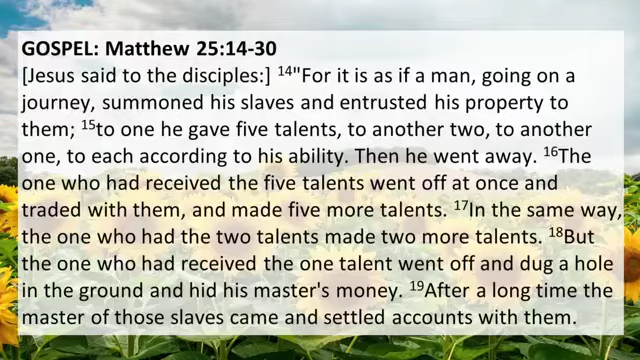 GOSPEL: Matthew 25:14-30
[Jesus said to the disciples:] ¹⁴"For it is as if a man, going on a
journey, summoned his slaves and entrusted his property to
them; ¹⁵to one he gave five talents, to another two, to another
one, to each according to his ability. Then he went away. ¹⁶The
one who had received the five talents went off at once and
traded with them, and made five more talents. ¹⁷In the same way,
the one who had the two talents made two more talents. ¹⁸But
the one who had received the one talent went off and dug a hole
in the ground and hid his master's money. ¹⁹After a long time the
master of those slaves came and settled accounts with them.